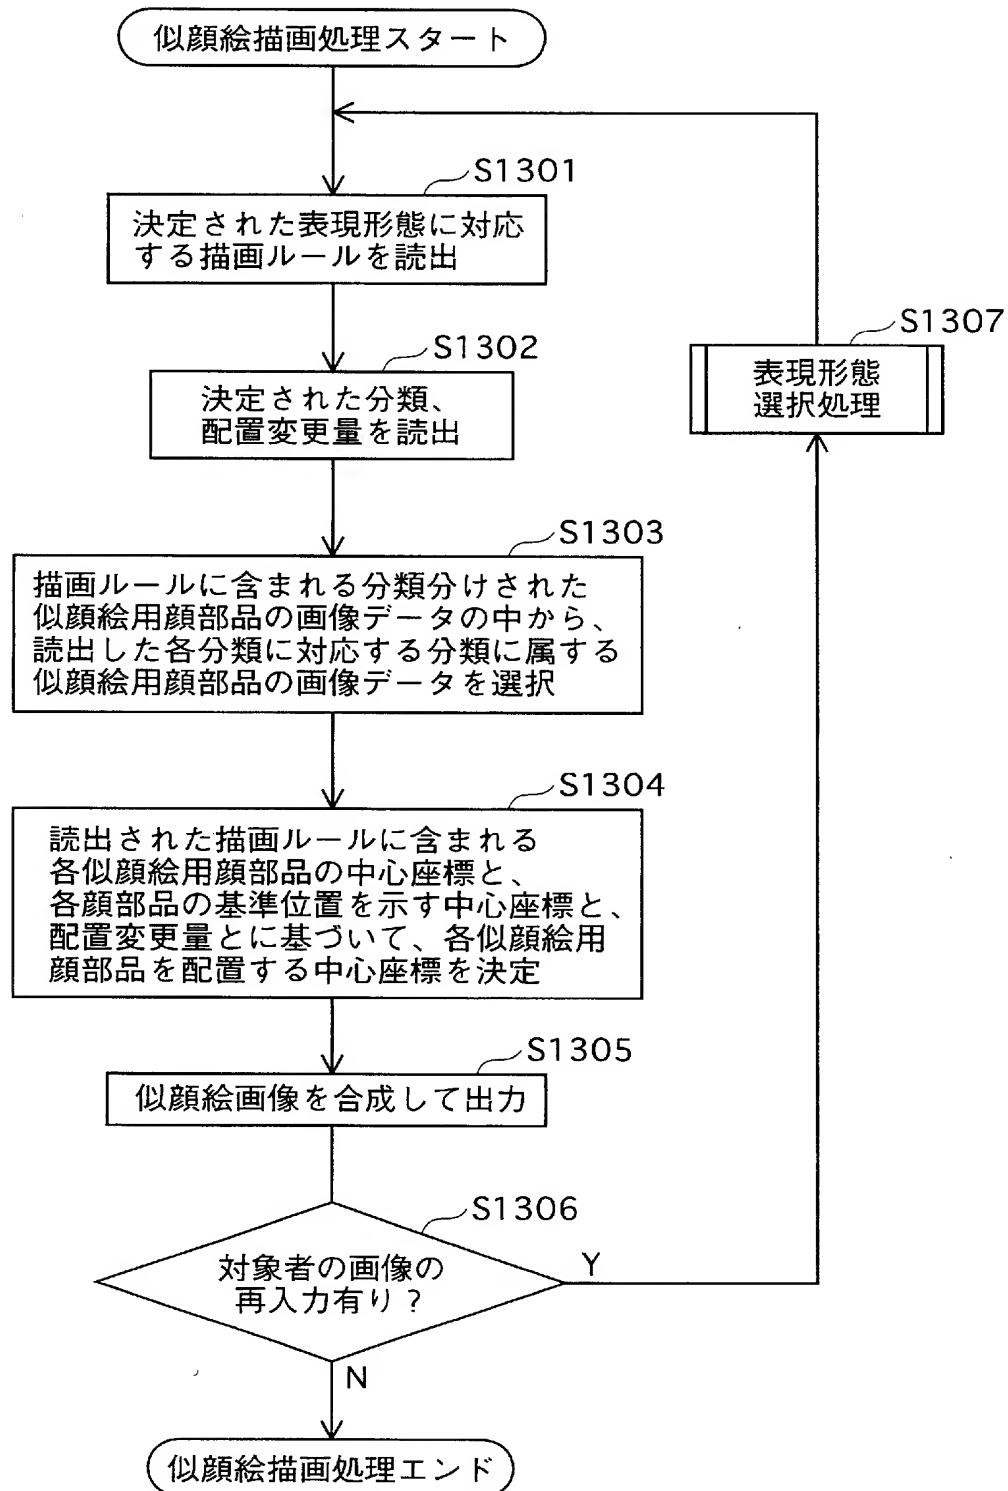 似顔絵描画処理スタート
S1301
決定された表現形態に対応
する描画ルールを読出
S1302
決定された分類、
配置変更量を読出
S1307
表現形態
選択処理
S1303
描画ルールに含まれる分類分けされた
似顔絵用顔部品の画像データの中から、
読出した各分類に対応する分類に属する
似顔絵用顔部品の画像データを選択
S1304
読出された描画ルールに含まれる
各似顔絵用顔部品の中心座標と、
各顔部品の基準位置を示す中心座標と、
配置変更量とに基づいて、各似顔絵用
顔部品を配置する中心座標を決定
S1305
似顔絵画像を合成して出力
S1306
対象者の画像の
再入力有り？
Y
N
似顔絵描画処理エンド